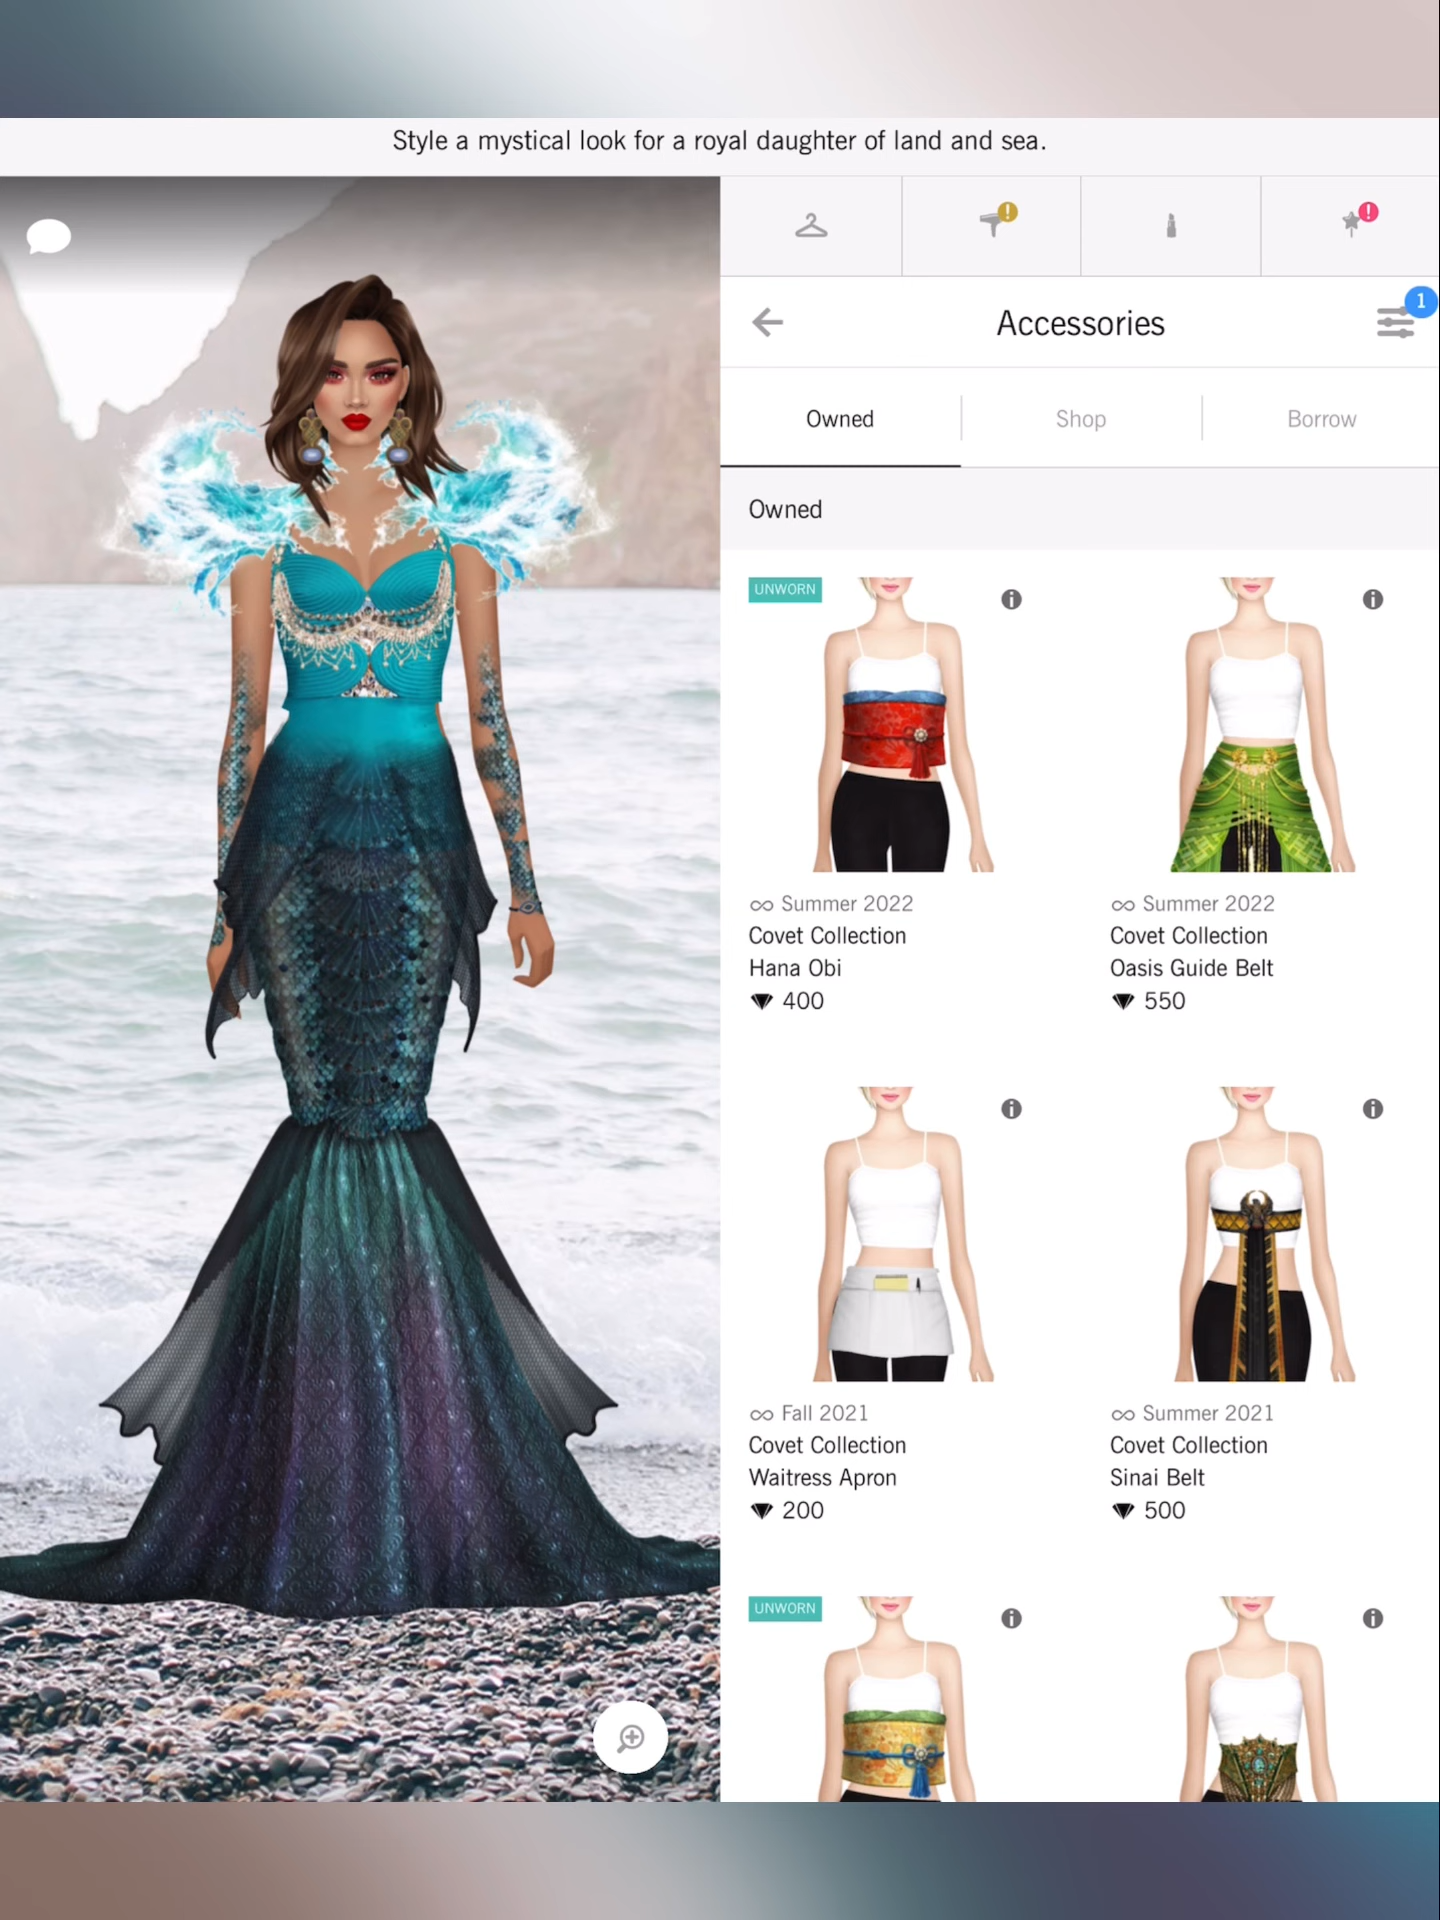 Style a mystical look for a royal daughter of land and sea.
!
!
Accessories
1
Owned
Shop
Borrow
Owned
UNWORN
∞ Summer 2022
Covet Collection
Hana Obi
400
∞ Summer 2022
Covet Collection
Oasis Guide Belt
550
∞ Fall 2021
Covet Collection
Waitress Apron
200
∞ Summer 2021
Covet Collection
Sinai Belt
500
UNWORN